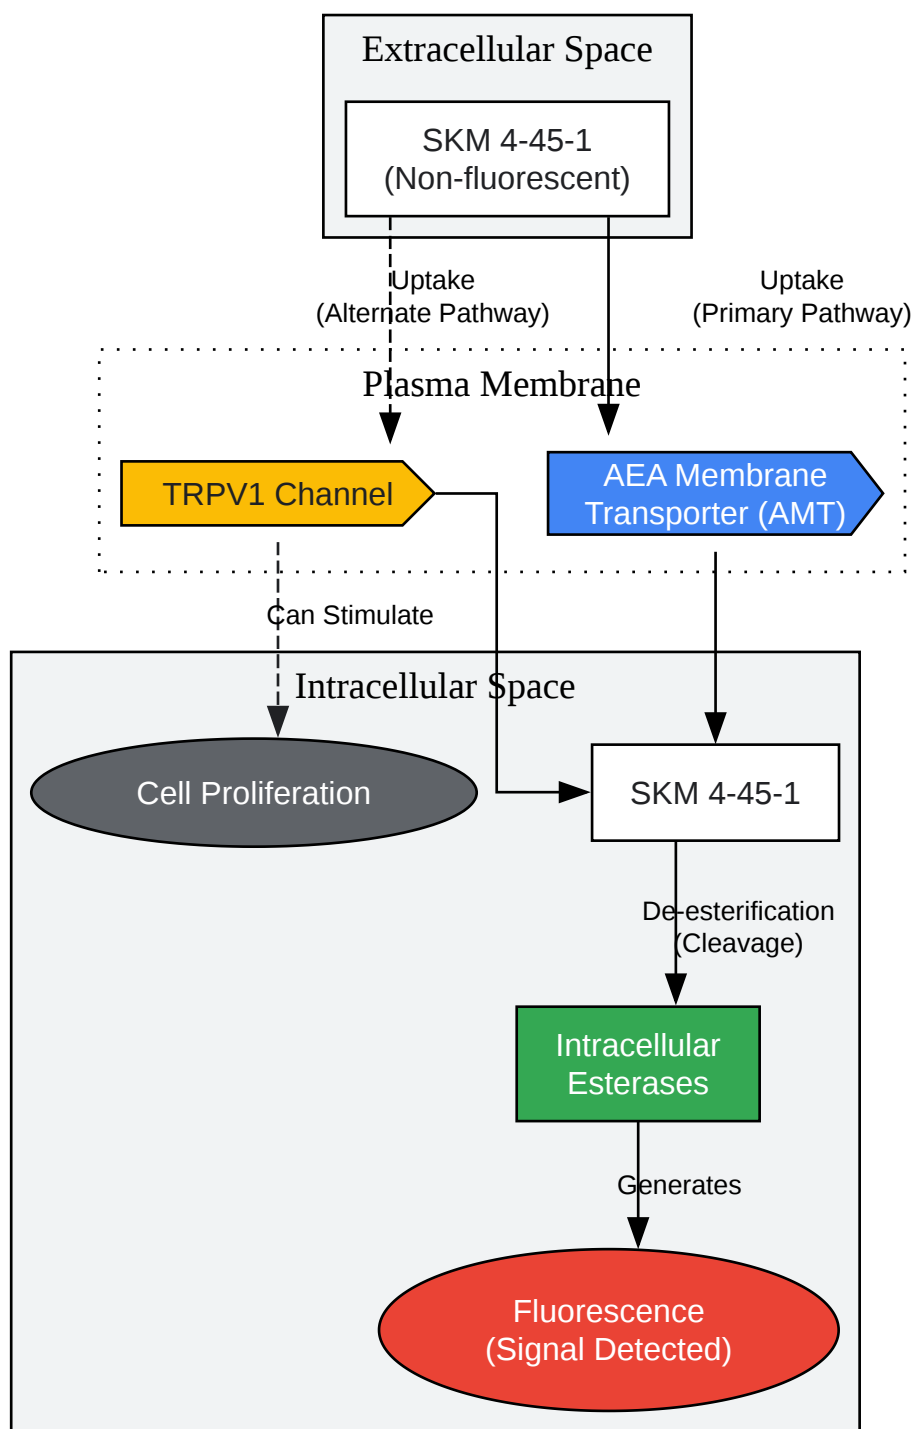 Extracellular Space
SKM 4-45-1
(Non-fluorescent)
Uptake
(Alternate Pathway)
Uptake
(Primary Pathway)
Plasma Membrane
TRPV1 Channel
AEA Membrane
Transporter (AMT)
Can Stimulate
Intracellular Space
Cell Proliferation
SKM 4-45-1
De-esterification
(Cleavage)
Intracellular
Esterases
Generates
Fluorescence
(Signal Detected)